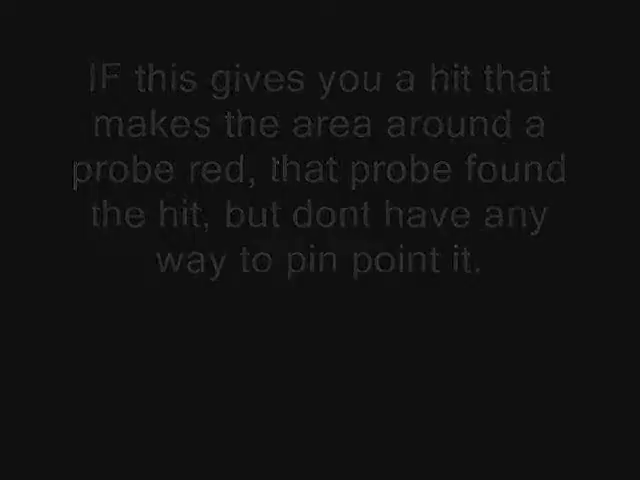 IF this gives you a hit that
makes the area around a
probe red, that probe found
the hit, but dont have any
way to pin point it.